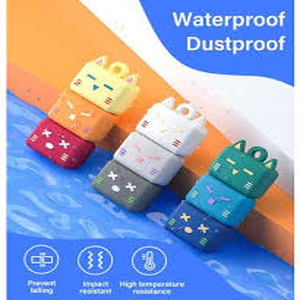 Waterproof
Dustproof
Prevent
falling
Impact
resistant
High temperature
resistance